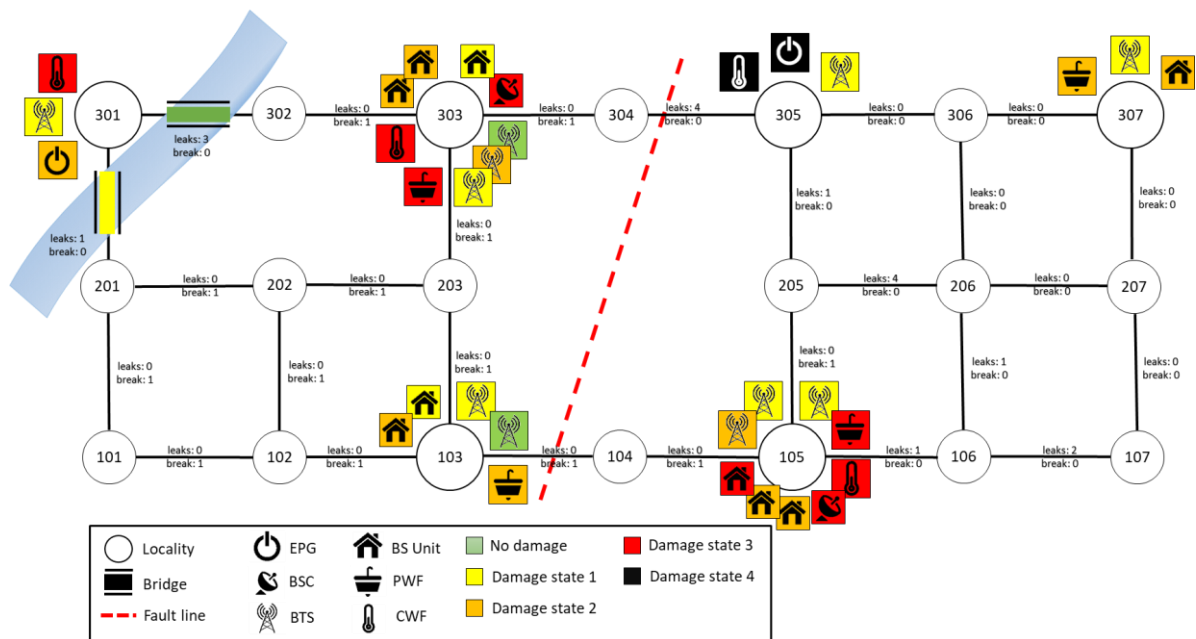 301
leaks: 3
break: 0
302
leaks: 0
break: 1
303
leaks: 0
break: 1
304
leaks: 4
break: 0
305
leaks: 0
break: 0
306
leaks: 0
break: 0
307
leaks: 1
break: 0
leaks: 0
break: 1
leaks: 1
break: 0
leaks: 0
break: 0
leaks: 0
break: 0
201
leaks: 0
break: 1
202
leaks: 0
break: 1
203
205
leaks: 4
break: 0
206
leaks: 0
break: 0
207
leaks: 0
break: 1
leaks: 0
break: 1
leaks: 0
break: 1
leaks: 0
break: 1
leaks: 1
break: 0
leaks: 0
break: 0
101
leaks: 0
break: 1
102
leaks: 0
break: 1
103
leaks: 0
break: 1
104
leaks: 0
break: 1
105
leaks: 1
break: 0
106
leaks: 2
break: 0
107
Locality
EPG
BS Unit
No damage
Damage state 3
Bridge
BSC
PWF
Damage state 1
Damage state 4
Fault line
BTS
CWF
Damage state 2